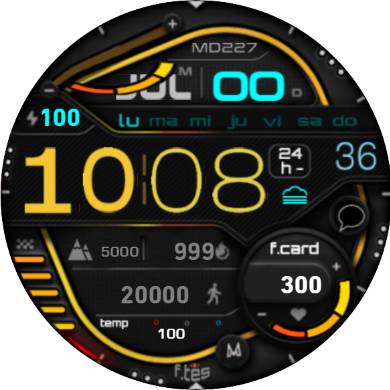 MD227
JUL M 00 D
100
lu ma mi ju vi sa do
10:08 24 h - 36
5000 999 f.card
20000 300
temp
100
M
f.tës